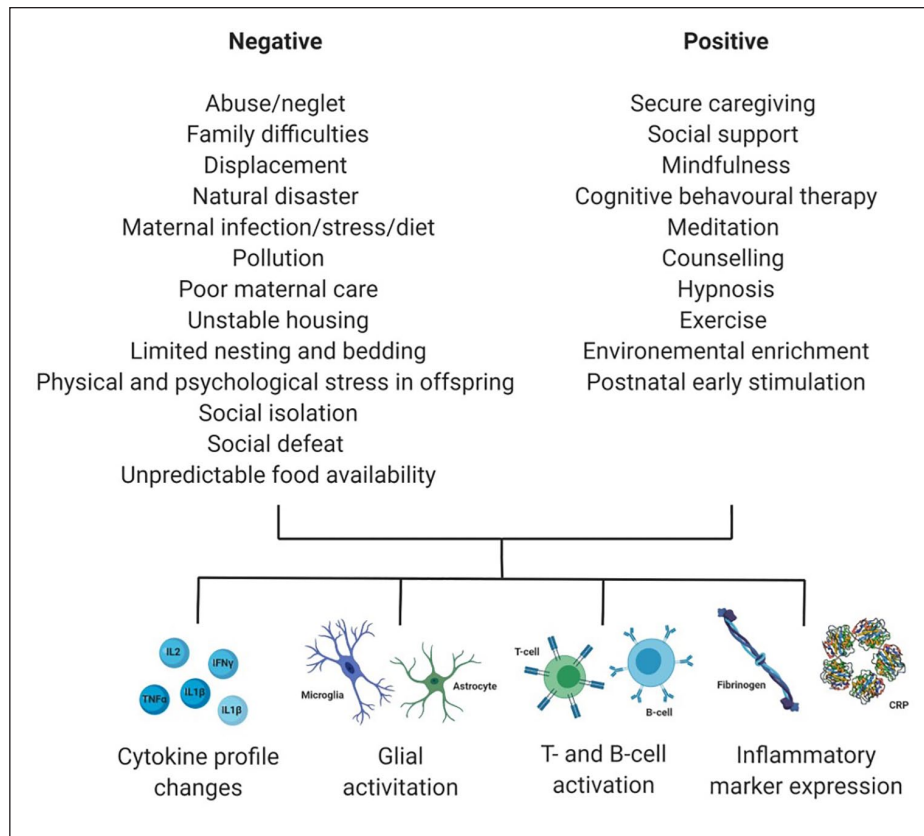 Negative
Abuse/neglet
Family difficulties
Displacement
Natural disaster
Maternal infection/stress/diet
Pollution
Poor maternal care
Unstable housing
Limited nesting and bedding
Physical and psychological stress in offspring
Social isolation
Social defeat
Unpredictable food availability
Positive
Secure caregiving
Social support
Mindfulness
Cognitive behavoural therapy
Meditation
Counselling
Hypnosis
Exercise
Environemental enrichment
Postnatal early stimulation
IL2
IFNγ
TNFα
IL1β
IL1β
Cytokine profile
changes
Microglia
Astrocyte
Glial
activitation
T-cell
B-cell
T- and B-cell
activation
Fibrinogen
CRP
Inflammatory
marker expression